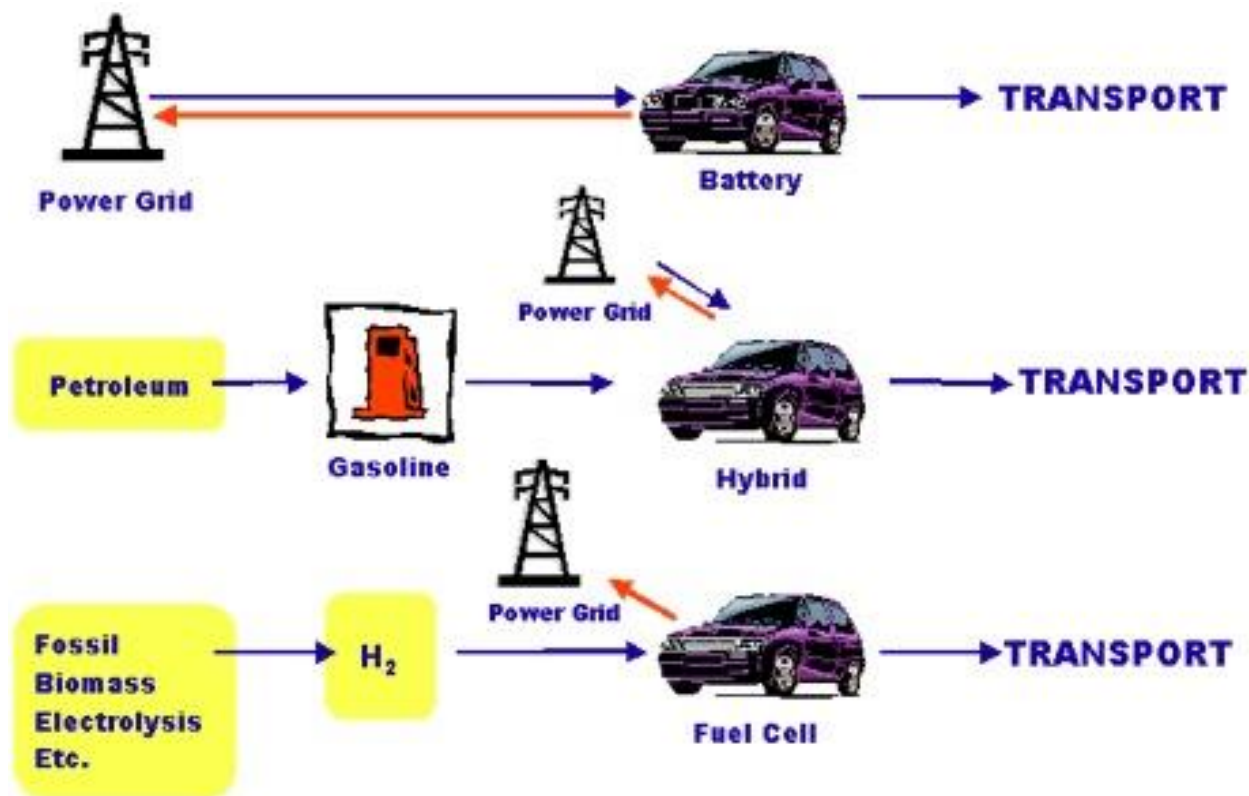 TRANSPORT
Battery
Power Grid
Power Grid
Petroleum
TRANSPORT
Gasoline
Hybrid
Power Grid
Fossil
Biomass
Electrolysis
Etc.
H₂
TRANSPORT
Fuel Cell